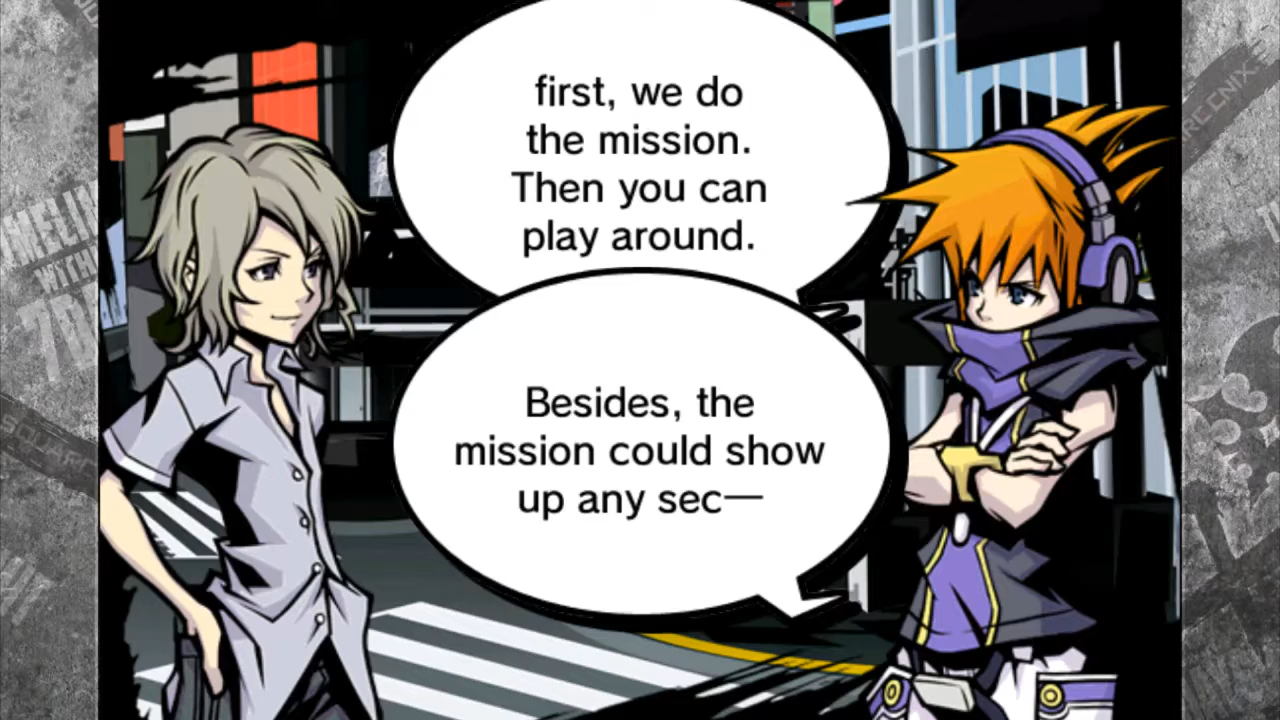 first, we do
the mission.
Then you can
play around.
Besides, the
mission could show
up any sec—